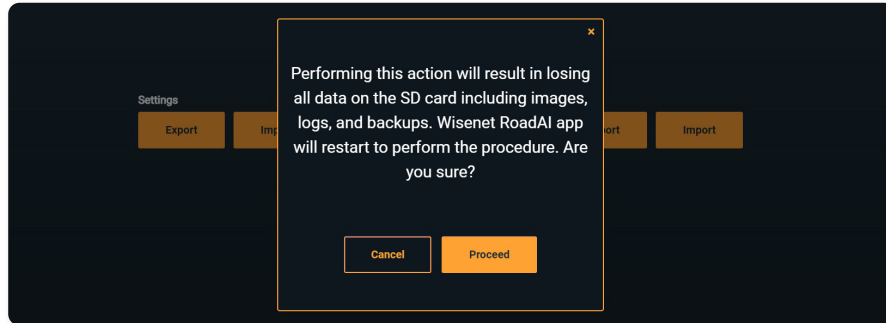 ×
Performing this action will result in losing
all data on the SD card including images,
logs, and backups. Wisenet RoadAI app
will restart to perform the procedure. Are
you sure?
Settings
Export
Import
Cancel
Proceed